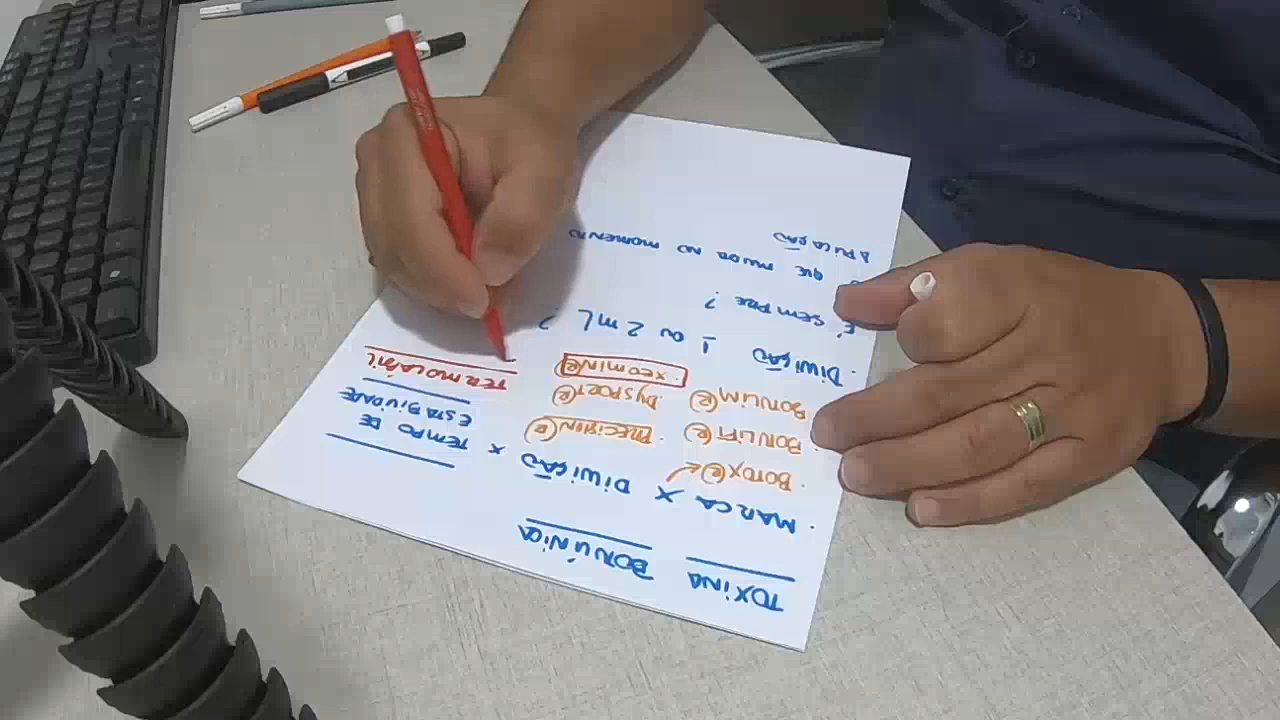 TOXINA BOTULÍNICA
• MARCA X DILUIÇÃO X TEMPO DE ESTABILIDADE
• BOTOX®
• BOTULIFT® • PRECISION®
BOTULIM® • DYSPORT®
• XEOMIN®
TERMOLÁBIL
• DILUIÇÃO 1 OU 2 mL ?
É SEMPRE ?
QUE MUDA NO MOMENTO
APLICAÇÃO